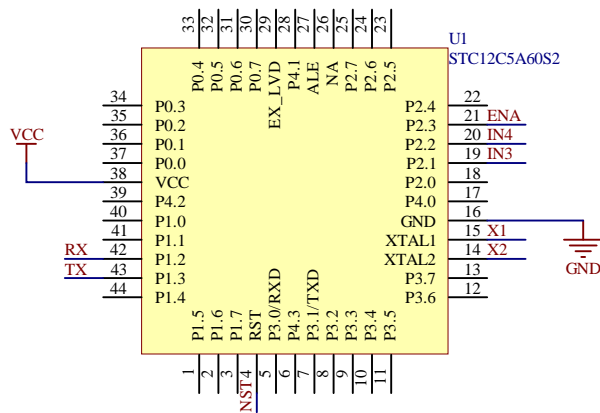 33 32 31 30 29 28 27 26 25 24 23
U1
STC12C5A60S2
P0.4 P0.5 P0.6 P0.7 EX_LVD P4.1 ALE NA P2.7 P2.6 P2.5
34 P0.3 P2.4 22
35 P0.2 P2.3 21 ENA
VCC 36 P0.1 P2.2 20 IN4
37 P0.0 P2.1 19 IN3
38 VCC P2.0 18
39 P4.2 P4.0 17
40 P1.0 GND 16
41 P1.1 XTAL1 15 X1
RX 42 P1.2 XTAL2 14 X2
TX 43 P1.3 P3.7 13
GND
44 P1.4 P3.6 12
P1.5 P1.6 P1.7 RST P3.0/RXD P4.3 P3.1/TXD P3.2 P3.3 P3.4 P3.5
1 2 3 4 5 6 7 8 9 10 11
NST